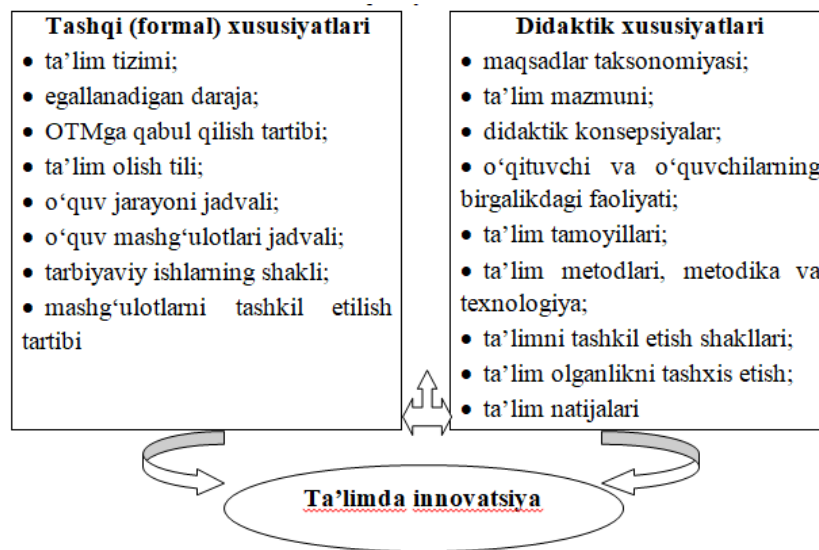 Tashqi (formal) xususiyatlari
• ta’lim tizimi;
• egallanadigan daraja;
• OTMga qabul qilish tartibi;
• ta’lim olish tili;
• o‘quv jarayoni jadvali;
• o‘quv mashg‘ulotlari jadvali;
• tarbiyaviy ishlarning shakli;
• mashg‘ulotlarni tashkil etilish
tartibi
Didaktik xususiyatlari
• maqsadlar taksonomiyasi;
• ta’lim mazmuni;
• didaktik konsepsiyalar;
• o‘qituvchi va o‘quvchilarning
birgalikdagi faoliyati;
• ta’lim tamoyillari;
• ta’lim metodlari, metodika va
texnologiya;
• ta’limni tashkil etish shakllari;
• ta’lim olganlikni tashxis etish;
• ta’lim natijalari
Ta’limda innovatsiya